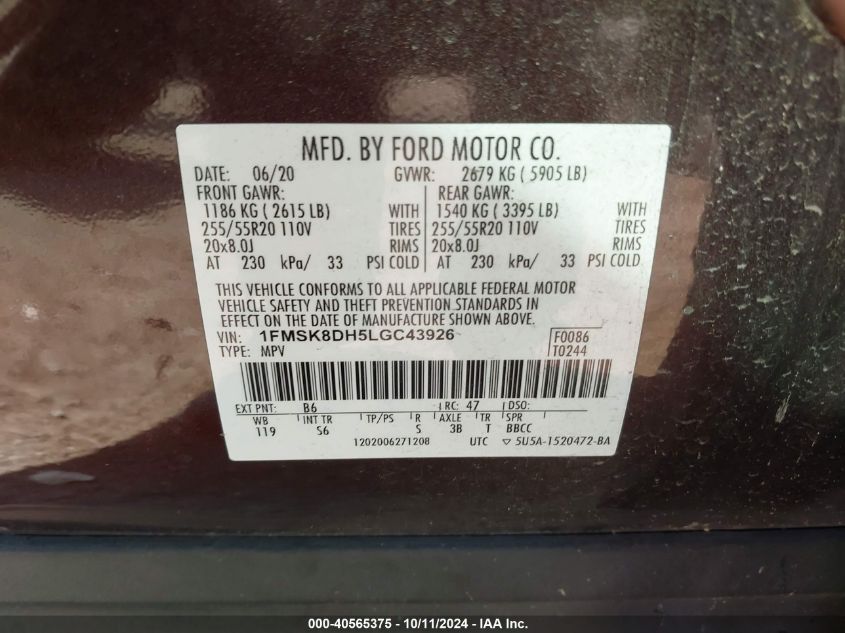 MFD. BY FORD MOTOR CO.
DATE: 06/20 GVWR: 2679 KG ( 5905 LB)
FRONT GAWR: REAR GAWR:
1186 KG ( 2615 LB) WITH 1540 KG ( 3395 LB) WITH
255/55R20 110V TIRES 255/55R20 110V TIRES
20x8.0J RIMS 20x8.0J RIMS
AT 230 kPa/ 33 PSI COLD AT 230 kPa/ 33 PSI COLD
THIS VEHICLE CONFORMS TO ALL APPLICABLE FEDERAL MOTOR
VEHICLE SAFETY AND THEFT PREVENTION STANDARDS IN
EFFECT ON THE DATE OF MANUFACTURE SHOWN ABOVE.
VIN: 1FMSK8DH5LGC43926 F0086
TYPE: MPV T0244
EXT PNT: B6 RC: 47 DSO:
WB INT TR TP/PS R AXLE TR SPR
119 S6 S 3B T BBCC
1202006271208 UTC ▽ 5U5A-1520472-BA
000-40565375 - 10/11/2024 - IAA Inc.